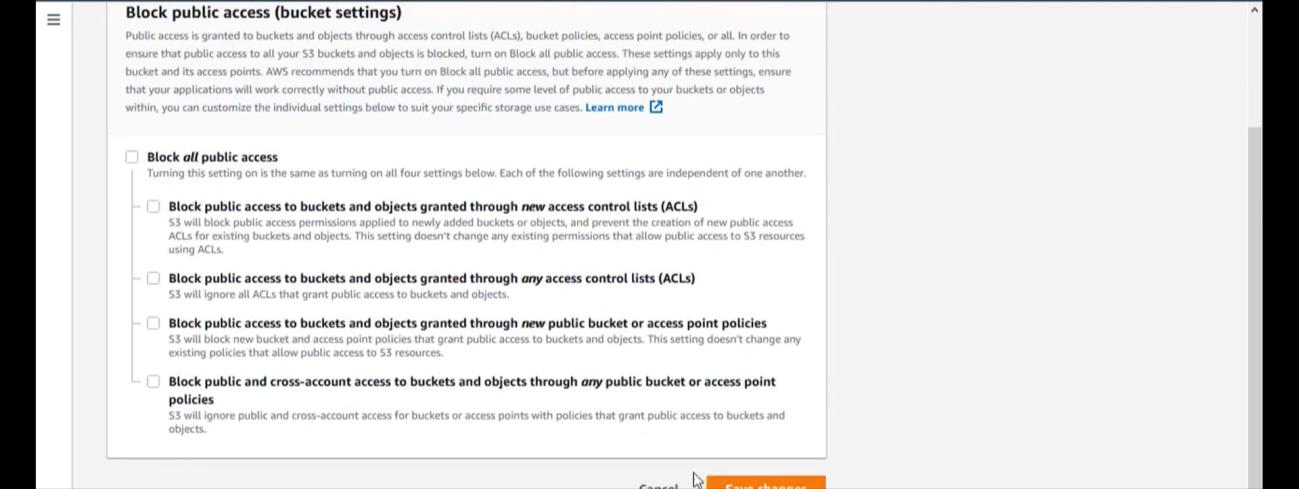 Block public access (bucket settings)
Public access is granted to buckets and objects through access control lists (ACLs), bucket policies, access point policies, or all. In order to
ensure that public access to all your S3 buckets and objects is blocked, turn on Block all public access. These settings apply only to this
bucket and its access points. AWS recommends that you turn on Block all public access, but before applying any of these settings, ensure
that your applications will work correctly without public access. If you require some level of public access to your buckets or objects
within, you can customize the individual settings below to suit your specific storage use cases. Learn more
Block all public access
Turning this setting on is the same as turning on all four settings below. Each of the following settings are independent of one another.
Block public access to buckets and objects granted through new access control lists (ACLs)
S3 will block public access permissions applied to newly added buckets or objects, and prevent the creation of new public access
ACLs for existing buckets and objects. This setting doesn't change any existing permissions that allow public access to S3 resources
using ACLs.
Block public access to buckets and objects granted through any access control lists (ACLs)
S3 will ignore all ACLs that grant public access to buckets and objects.
Block public access to buckets and objects granted through new public bucket or access point policies
S3 will block new bucket and access point policies that grant public access to buckets and objects. This setting doesn't change any
existing policies that allow public access to S3 resources.
Block public and cross-account access to buckets and objects through any public bucket or access point
policies
S3 will ignore public and cross-account access for buckets or access points with policies that grant public access to buckets and
objects.
Cancel Save changes